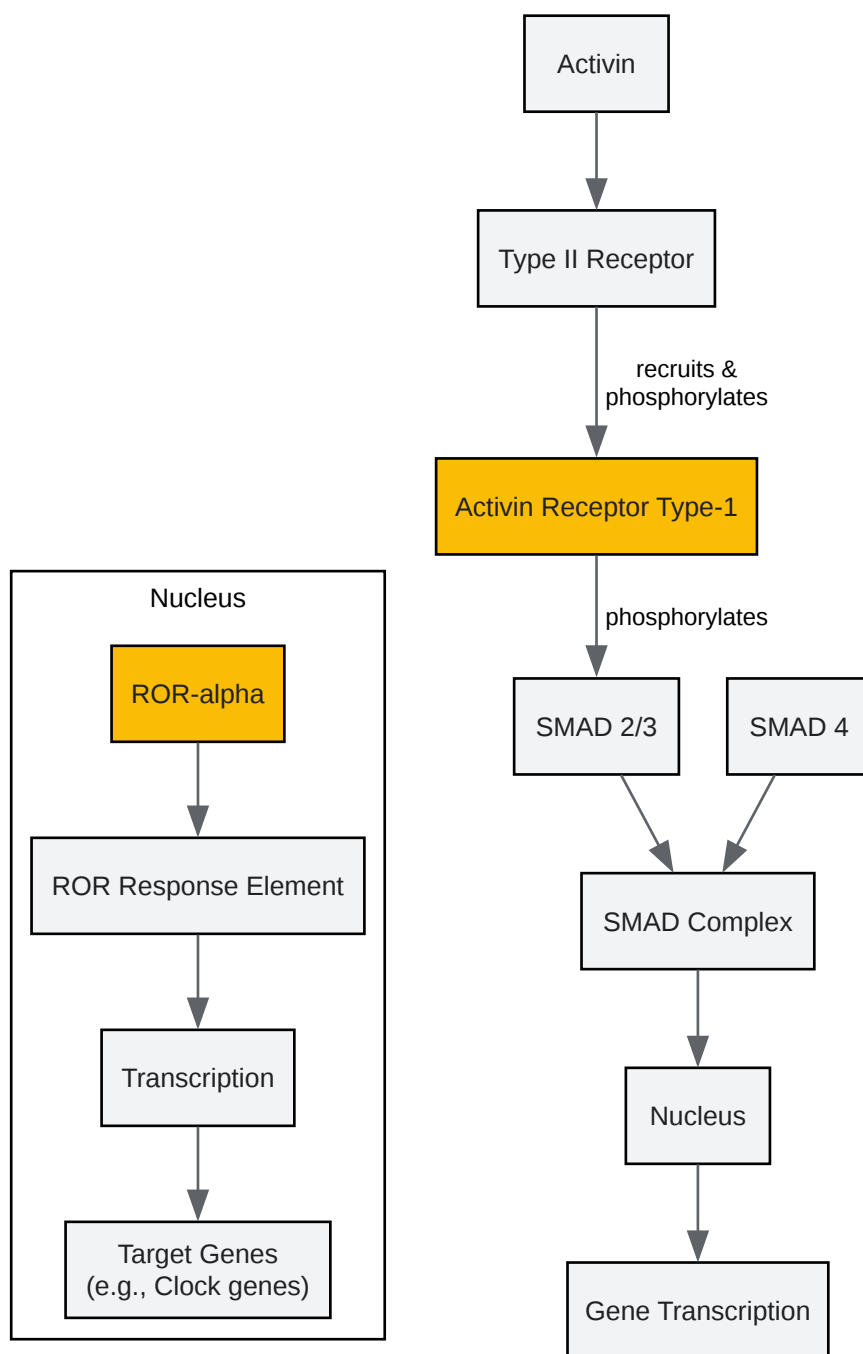 Activin
Type II Receptor
recruits &
phosphorylates
Activin Receptor Type-1
phosphorylates
SMAD 2/3
SMAD 4
SMAD Complex
Nucleus
Gene Transcription
Nucleus
ROR-alpha
ROR Response Element
Transcription
Target Genes
(e.g., Clock genes)